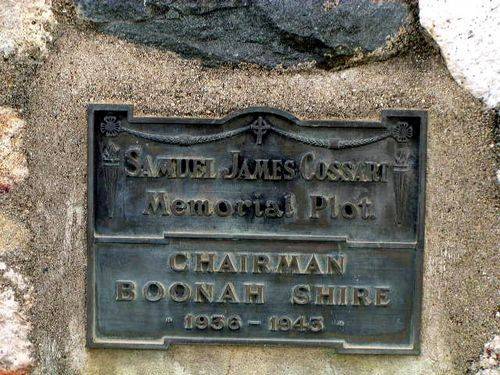 SAMUEL JAMES COSSART
Memorial Plot
CHAIRMAN
BOONAH SHIRE
1936 - 1943